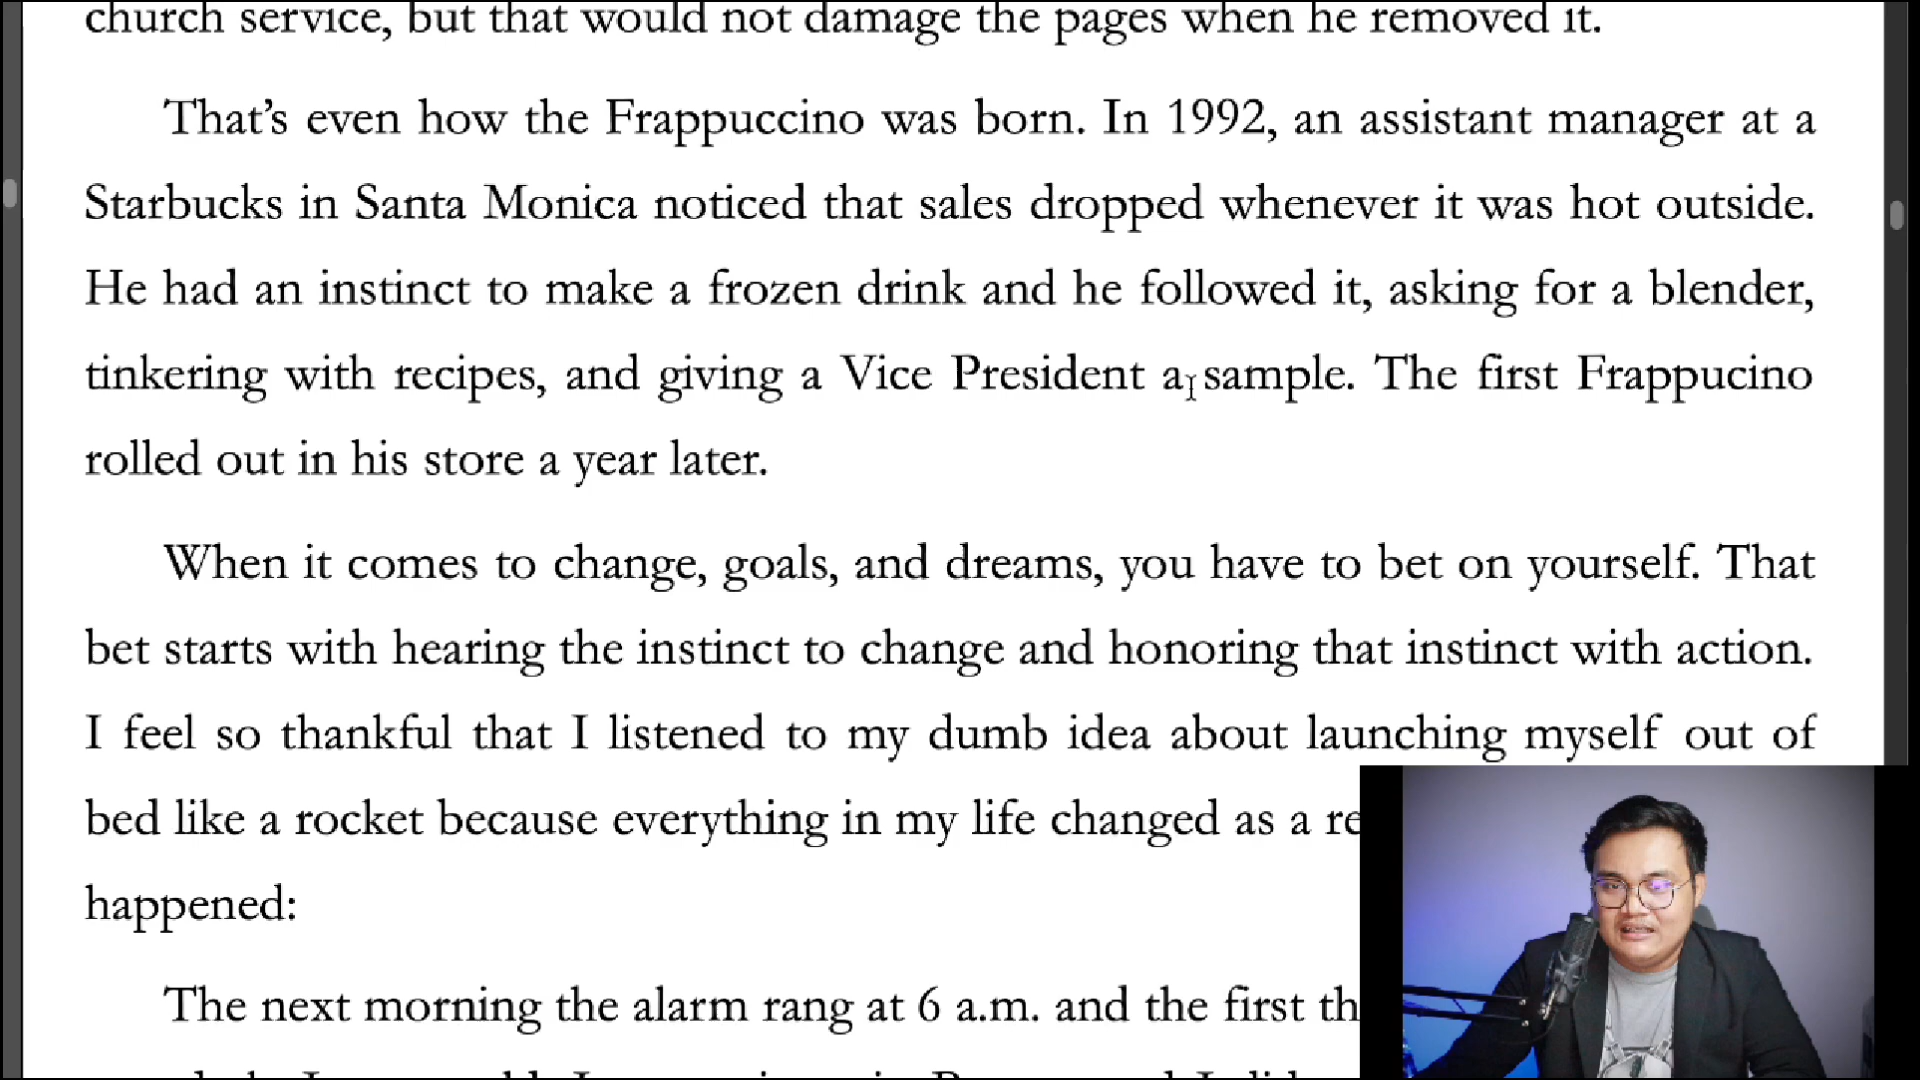 church service, but that would not damage the pages when he removed it.
That’s even how the Frappuccino was born. In 1992, an assistant manager at a
Starbucks in Santa Monica noticed that sales dropped whenever it was hot outside.
He had an instinct to make a frozen drink and he followed it, asking for a blender,
tinkering with recipes, and giving a Vice President a sample. The first Frappucino
rolled out in his store a year later.
When it comes to change, goals, and dreams, you have to bet on yourself. That
bet starts with hearing the instinct to change and honoring that instinct with action.
I feel so thankful that I listened to my dumb idea about launching myself out of
bed like a rocket because everything in my life changed as a re
happened:
The next morning the alarm rang at 6 a.m. and the first th